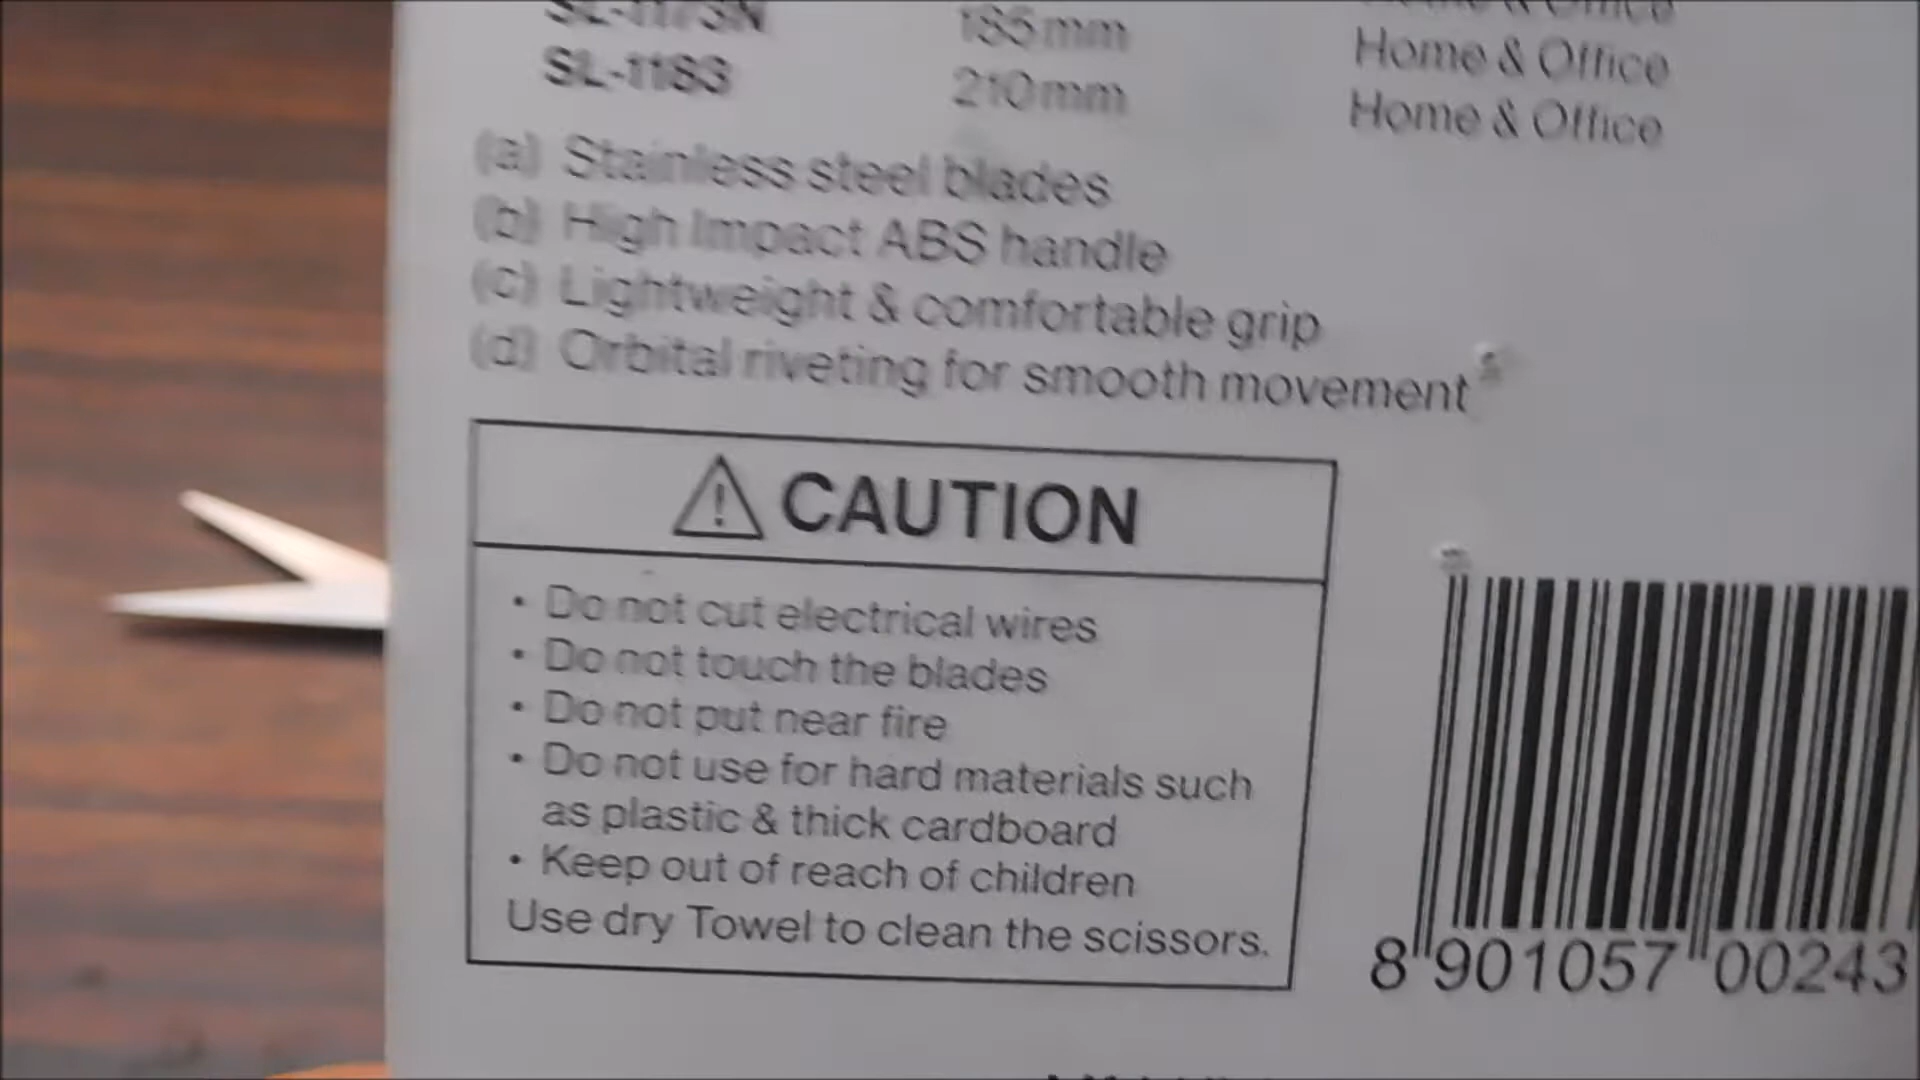 SL-1173N 185mm
Home & Office
SL-1183 210mm Home & Office
(a) Stainless steel blades
(b) High Impact ABS handle
(c) Lightweight & comfortable grip
(d) Orbital riveting for smooth movement
⚠ CAUTION
• Do not cut electrical wires
• Do not touch the blades
• Do not put near fire
• Do not use for hard materials such
as plastic & thick cardboard
• Keep out of reach of children
Use dry Towel to clean the scissors.
8 901057 00243